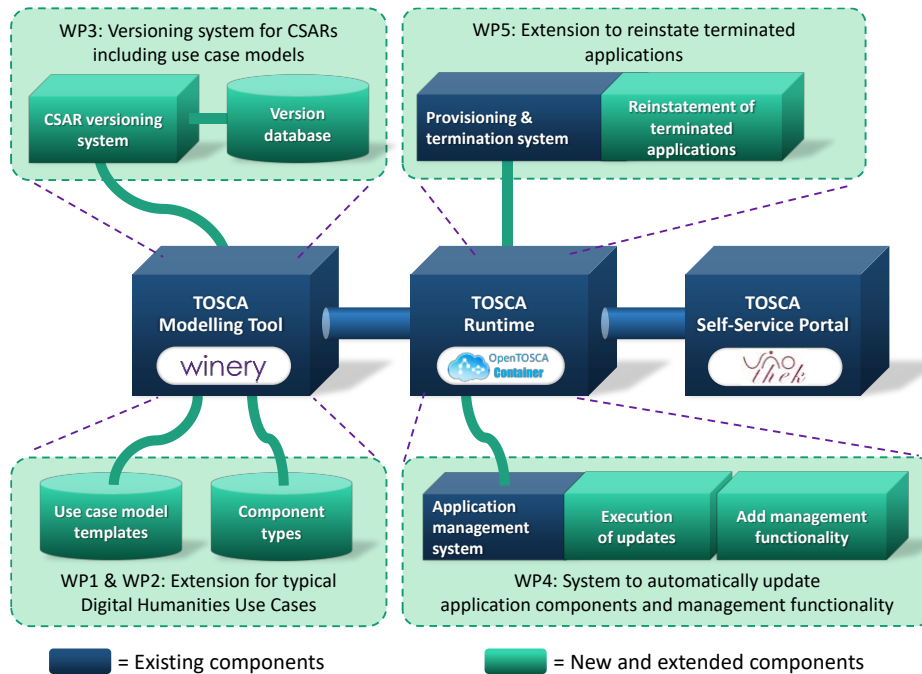 WP3: Versioning system for CSARs
including use case models
CSAR versioning
system
Version
database
WP5: Extension to reinstate terminated
applications
Provisioning &
termination system
Reinstatement of
terminated
applications
TOSCA
Modelling Tool
winery
TOSCA
Runtime
OpenTOSCA
Container
TOSCA
Self-Service Portal
vino
thek
Use case model
templates
Component
types
WP1 & WP2: Extension for typical
Digital Humanities Use Cases
Application
management
system
Execution
of updates
Add management
functionality
WP4: System to automatically update
application components and management functionality
= Existing components
= New and extended components